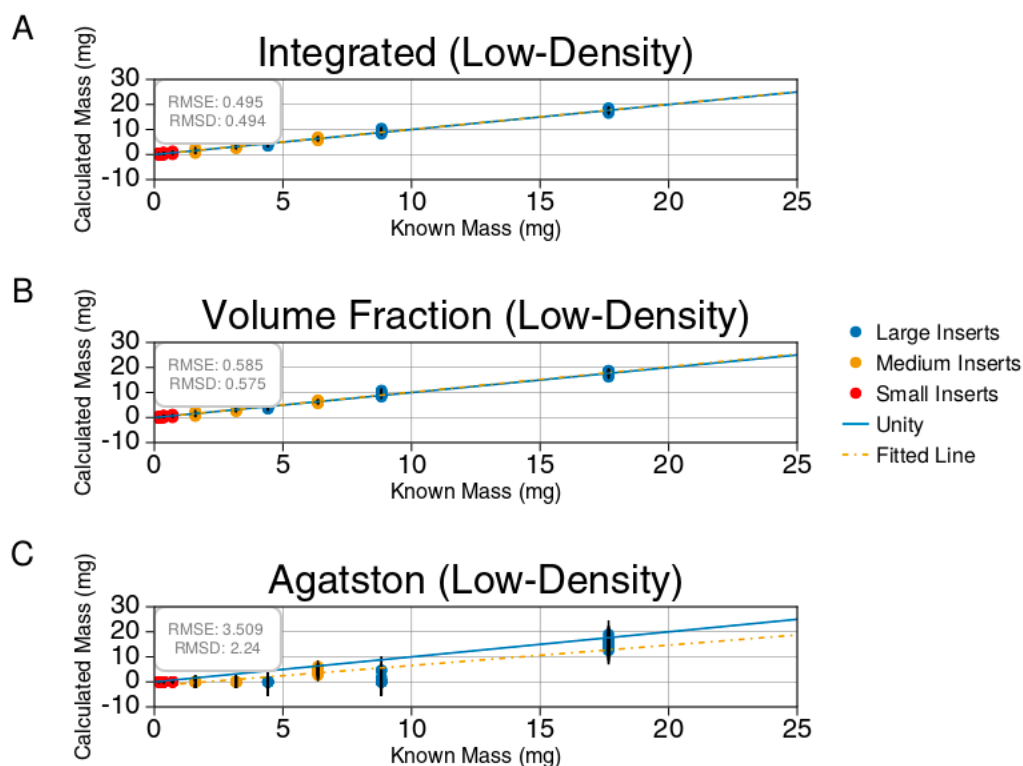 A
Integrated (Low-Density)
Calculated Mass (mg)
30
20
10
0
-10
RMSE: 0.495
RMSD: 0.494
0 5 10 15 20 25
Known Mass (mg)
B
Volume Fraction (Low-Density)
Calculated Mass (mg)
30
20
10
0
-10
RMSE: 0.585
RMSD: 0.575
0 5 10 15 20 25
Known Mass (mg)
Large Inserts
Medium Inserts
Small Inserts
Unity
Fitted Line
C
Agatston (Low-Density)
Calculated Mass (mg)
30
20
10
0
-10
RMSE: 3.509
RMSD: 2.24
0 5 10 15 20 25
Known Mass (mg)